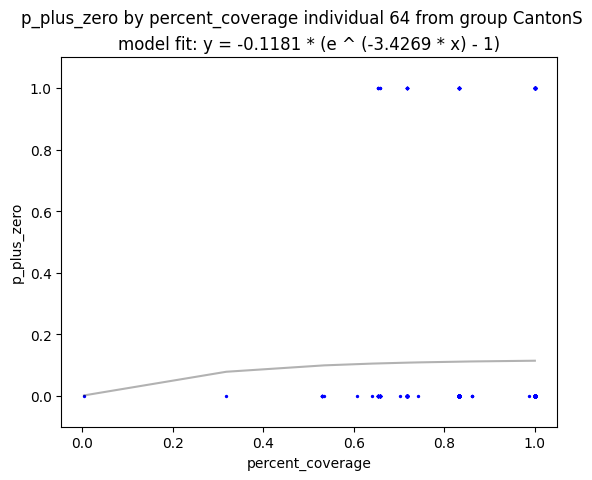 p_plus_zero by percent_coverage individual 64 from group CantonS
model fit: y = -0.1181 * (e ^ (-3.4269 * x) - 1)
1.0
0.8
0.6
0.4
0.2
0.0
p_plus_zero
0.0 0.2 0.4 0.6 0.8 1.0
percent_coverage